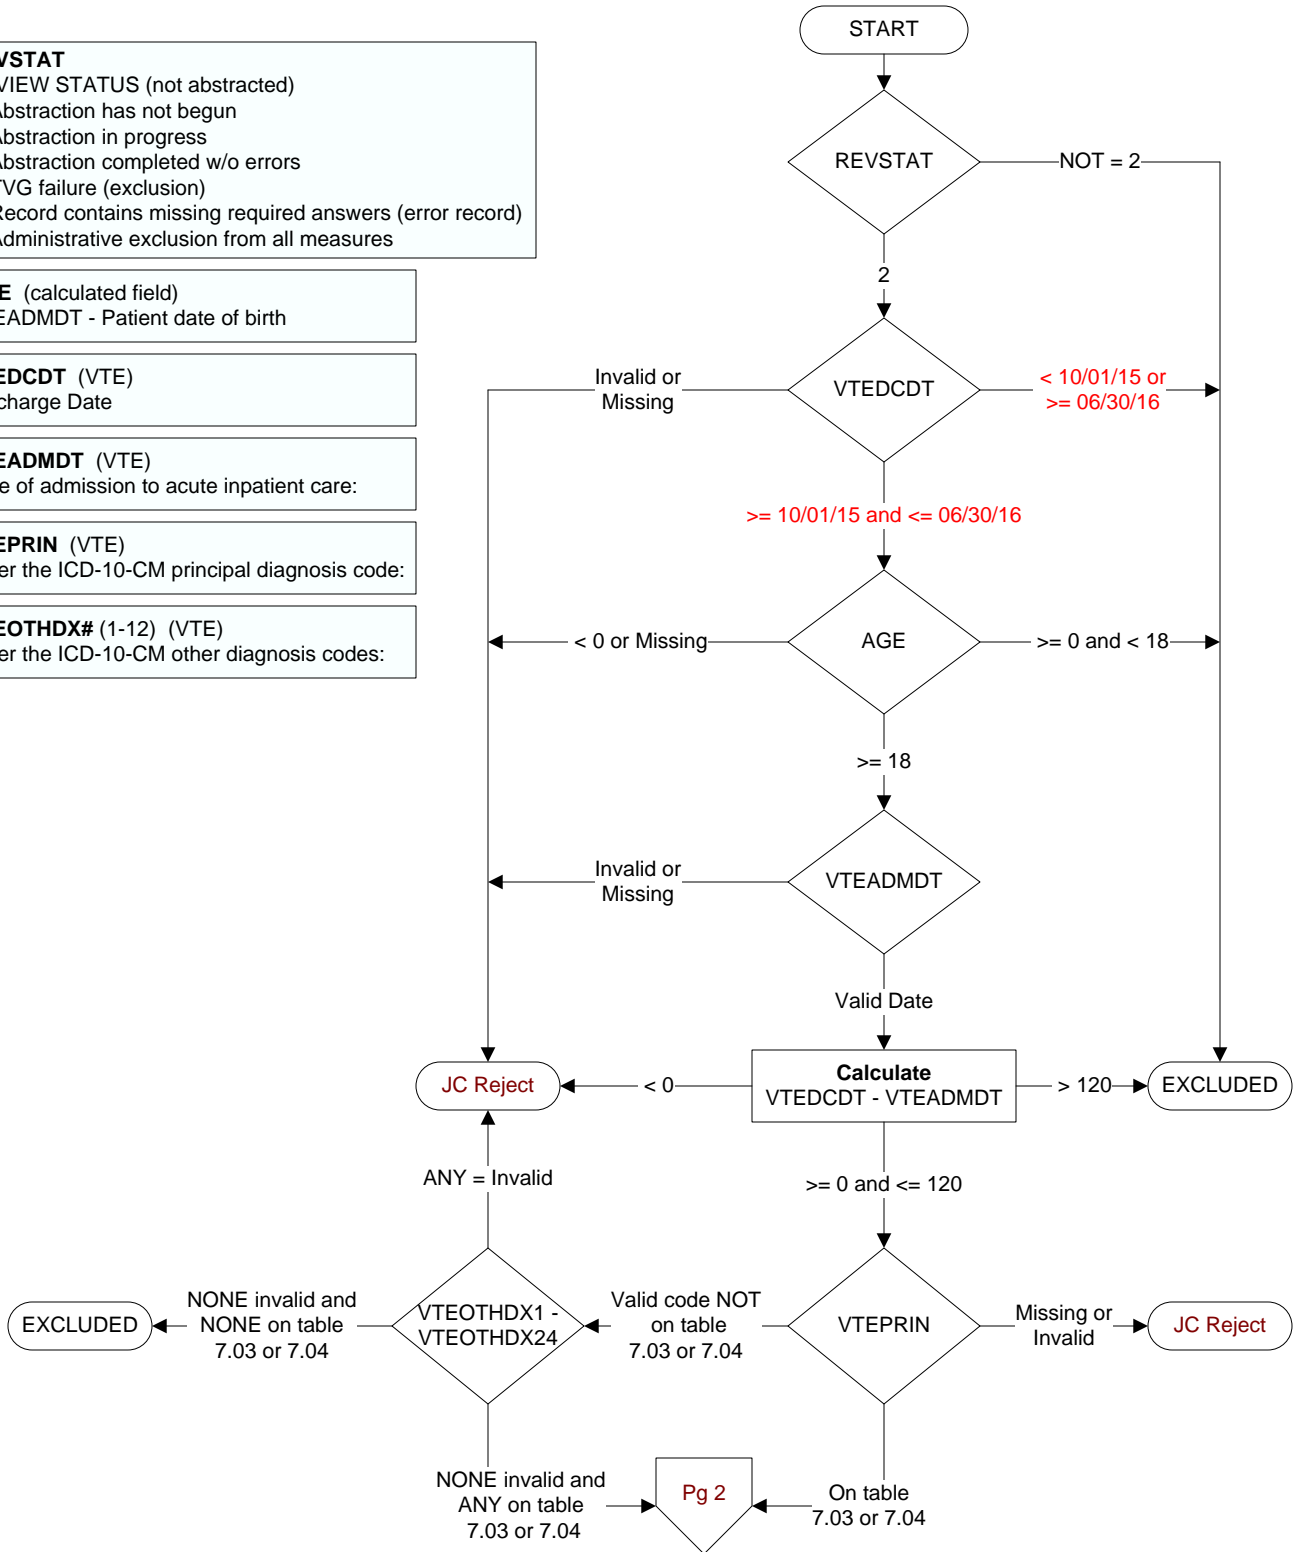 START
VSTAT
VIEW STATUS (not abstracted)
Abstraction has not begun
Abstraction in progress
Abstraction completed w/o errors
TVG failure (exclusion)
Record contains missing required answers (error record)
Administrative exclusion from all measures
REVSTAT
NOT = 2
2
E (calculated field)
EADMDT - Patient date of birth
EDCDT (VTE)
charge Date
Invalid or
Missing
VTEDCDT
< 10/01/15 or
>= 06/30/16
EADMDT (VTE)
e of admission to acute inpatient care:
>= 10/01/15 and <= 06/30/16
EPRIN (VTE)
er the ICD-10-CM principal diagnosis code:
EOTHDX# (1-12) (VTE)
er the ICD-10-CM other diagnosis codes:
< 0 or Missing
AGE
>= 0 and < 18
>= 18
Invalid or
Missing
VTEADMDT
Valid Date
JC Reject
< 0
Calculate
VTEDCDT - VTEADMDT
> 120
EXCLUDED
ANY = Invalid
>= 0 and <= 120
EXCLUDED
NONE invalid and
NONE on table
7.03 or 7.04
VTEOTHDX1 -
VTEOTHDX24
Valid code NOT
on table
7.03 or 7.04
VTEPRIN
Missing or
Invalid
JC Reject
NONE invalid and
ANY on table
7.03 or 7.04
Pg 2
On table
7.03 or 7.04